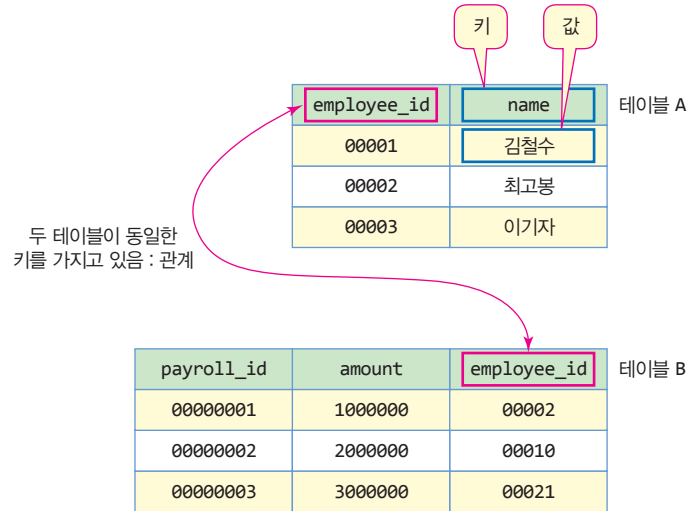 키 값
employee_id name 테이블 A
00001 김철수
00002 최고봉
00003 이기자
두 테이블이 동일한
키를 가지고 있음 : 관계
payroll_id amount employee_id 테이블 B
00000001 1000000 00002
00000002 2000000 00010
00000003 3000000 00021